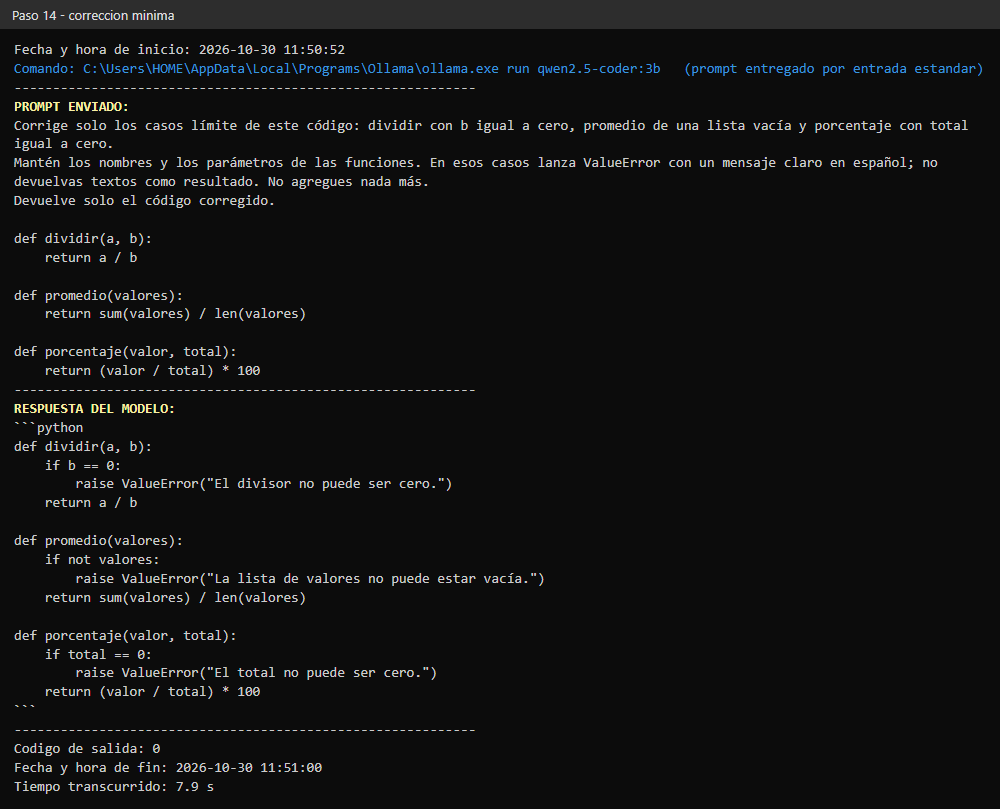 Paso 14 - correccion minima
Fecha y hora de inicio: 2026-10-30 11:50:52
Comando: C:\Users\HOME\AppData\Local\Programs\Ollama\ollama.exe run qwen2.5-coder:3b   (prompt entregado por entrada estandar)
------------------------------------------------------------
PROMPT ENVIADO:
Corrige solo los casos límite de este código: dividir con b igual a cero, promedio de una lista vacía y porcentaje con total
igual a cero.
Mantén los nombres y los parámetros de las funciones. En esos casos lanza ValueError con un mensaje claro en español; no
devuelvas textos como resultado. No agregues nada más.
Devuelve solo el código corregido.

def dividir(a, b):
    return a / b

def promedio(valores):
    return sum(valores) / len(valores)

def porcentaje(valor, total):
    return (valor / total) * 100
------------------------------------------------------------
RESPUESTA DEL MODELO:
```python
def dividir(a, b):
    if b == 0:
        raise ValueError("El divisor no puede ser cero.")
    return a / b

def promedio(valores):
    if not valores:
        raise ValueError("La lista de valores no puede estar vacía.")
    return sum(valores) / len(valores)

def porcentaje(valor, total):
    if total == 0:
        raise ValueError("El total no puede ser cero.")
    return (valor / total) * 100
```
------------------------------------------------------------
Codigo de salida: 0
Fecha y hora de fin: 2026-10-30 11:51:00
Tiempo transcurrido: 7.9 s